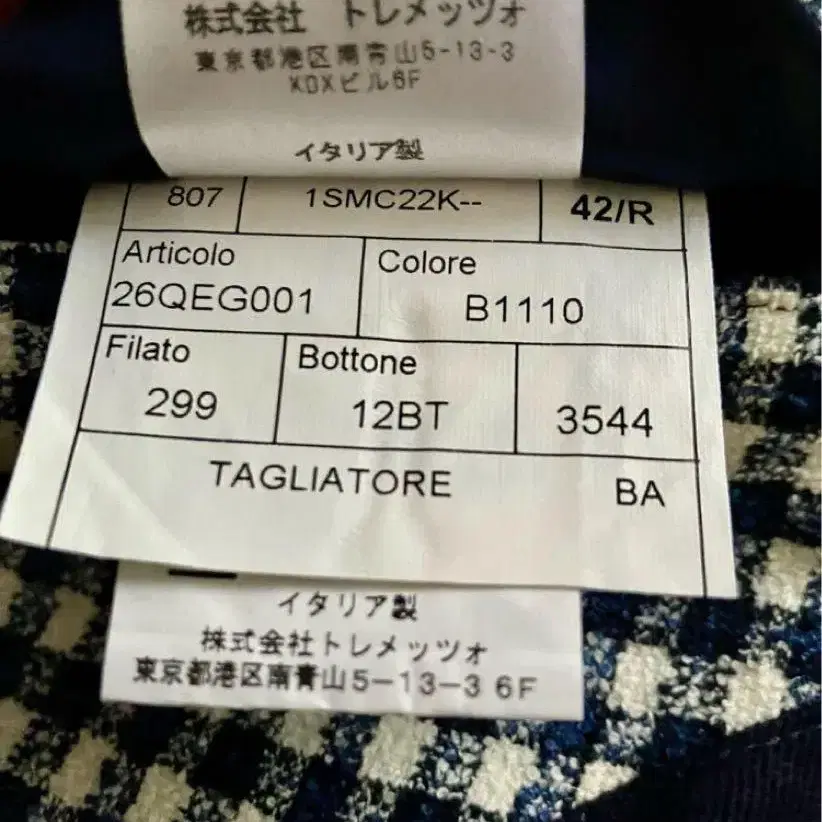 株式会社 トレメッツォ
東京都港区南青山5-13-3
KDXビル6F
イタリア製
807 1SMC22K-- 42/R
Articolo Colore
26QEG001 B1110
Filato Bottone
299 12BT 3544
TAGLIATORE BA
イタリア製
株式会社トレメッツォ
東京都港区南青山5-13-3 6F